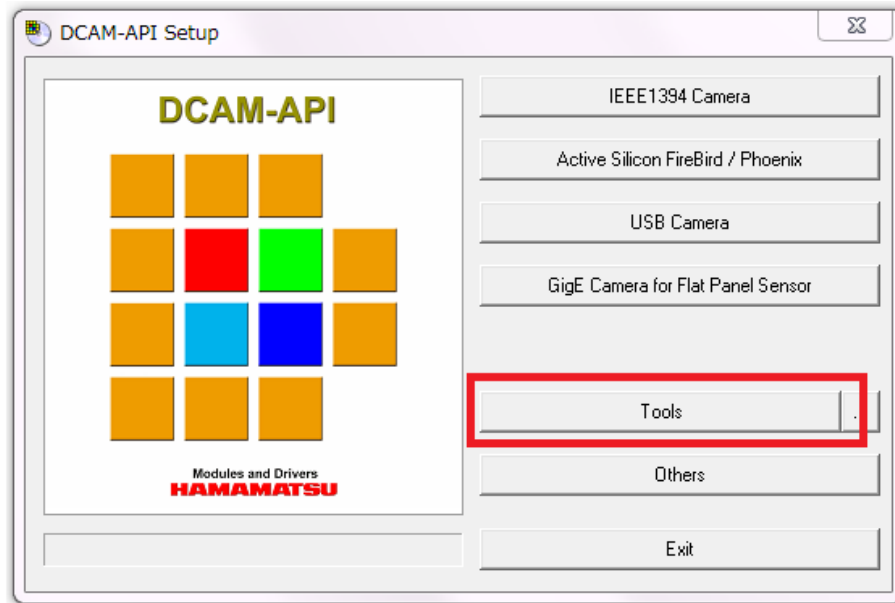 DCAM-API Setup
DCAM-API
Modules and Drivers
HAMAMATSU
IEEE1394 Camera
Active Silicon FireBird / Phoenix
USB Camera
GigE Camera for Flat Panel Sensor
Tools
.
Others
Exit